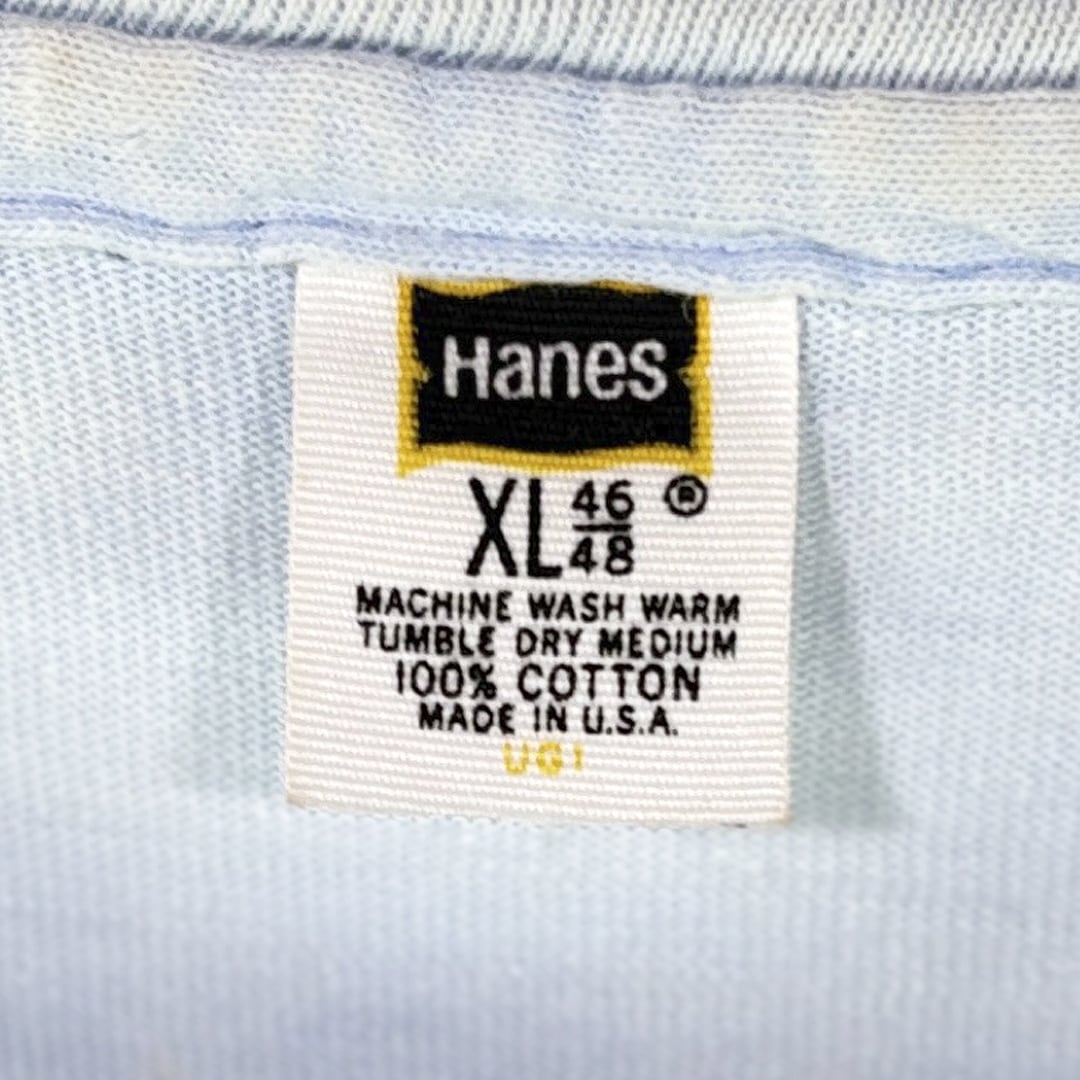 Hanes
XL 46/48 ®
MACHINE WASH WARM
TUMBLE DRY MEDIUM
100% COTTON
MADE IN U.S.A.
UG1